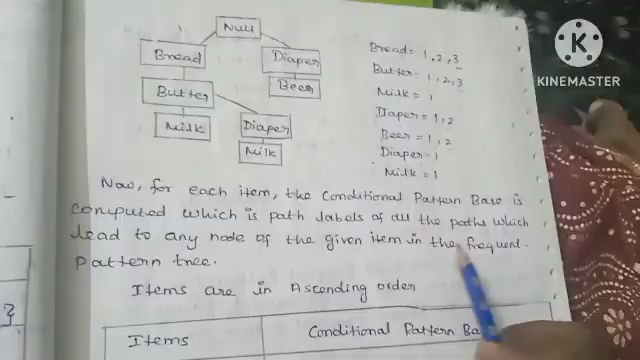 Null
Bread
Diaper
Butter
Beer
Milk
Diaper
Milk
Bread = 1, 2, 3
Butter = 1, 2, 3
Milk = 1
Daper = 1, 2
Beer = 1, 2
Diaper = 1
Milk = 1
K
KINEMASTER
Now, for each item, the Conditional Pattern Base is
computed which is path labels of all the paths which
lead to any node of the given item in the frequent-
pattern tree.
Items are in Ascending order
Items
Conditional Pattern Ba
?